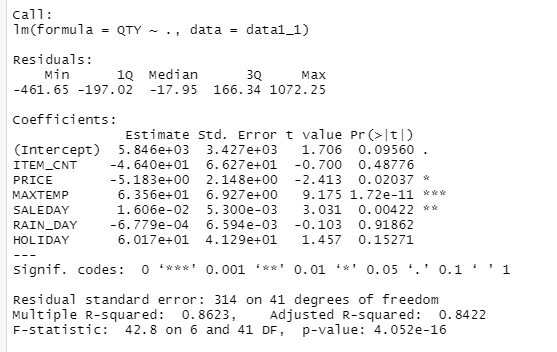 Call:
lm(formula = QTY ~ ., data = data1_1)
Residuals:
Min 1Q Median 3Q Max
-461.65 -197.02 -17.95 166.34 1072.25
Coefficients:
Estimate Std. Error t value Pr(>|t|)
(Intercept) 5.846e+03 3.427e+03 1.706 0.09560 .
ITEM_CNT -4.640e+01 6.627e+01 -0.700 0.48776
PRICE -5.183e+00 2.148e+00 -2.413 0.02037 *
MAXTEMP 6.356e+01 6.927e+00 9.175 1.72e-11 ***
SALEDAY 1.606e-02 5.300e-03 3.031 0.00422 **
RAIN_DAY -6.779e-04 6.594e-03 -0.103 0.91862
HOLIDAY 6.017e+01 4.129e+01 1.457 0.15271
---
Signif. codes: 0 ‘***’ 0.001 ‘**’ 0.01 ‘*’ 0.05 ‘.’ 0.1 ‘ ’ 1
Residual standard error: 314 on 41 degrees of freedom
Multiple R-squared: 0.8623, Adjusted R-squared: 0.8422
F-statistic: 42.8 on 6 and 41 DF, p-value: 4.052e-16